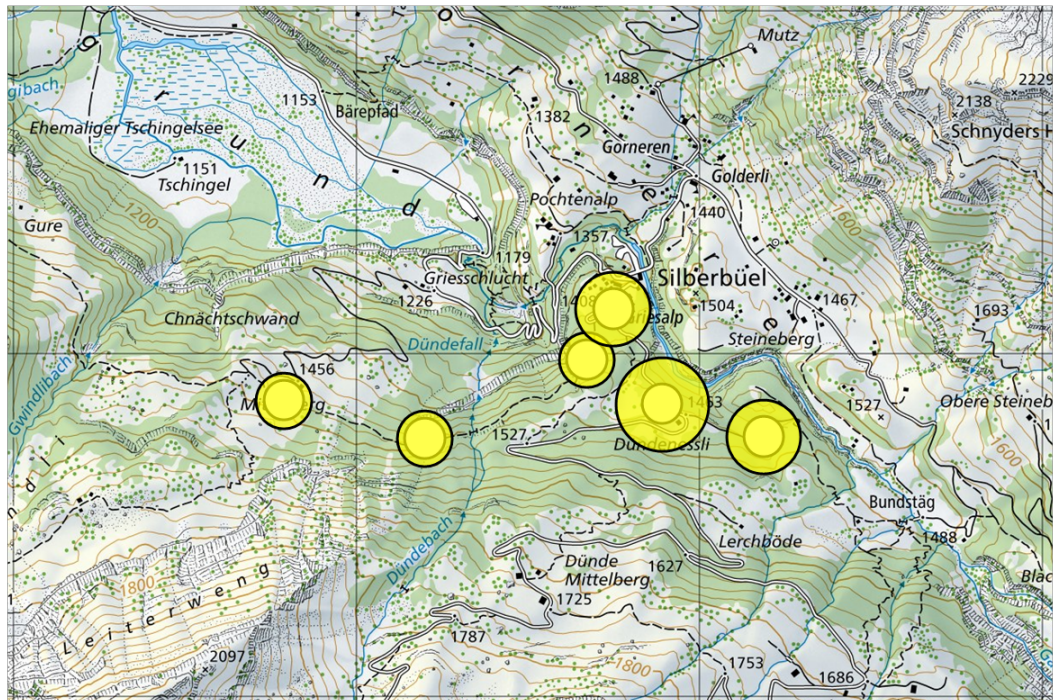 Mutz
1488
2229
2138
1382
1153
Bärepfad
Ehemaliger Tschingelsee
Schnyders H
Gorneren
1151
Tschingel
Golderli
g r u n d
o r n e r e
Pochtenalp
1440
1200
1600
Gure
1357
1179
Griesschlucht
Silberbüel
1226
1504
1467
1693
Chnächtschwand
Dündefall
Steineberg
1456
Gwindlibach
1527
Obere Steineb
1527
1600
Bundstäg
1488
Lerchböde
Dündebach
Dünde
Mittelberg
1627
1800
1725
Leiterweg
1787
2097
1800
1753
1686